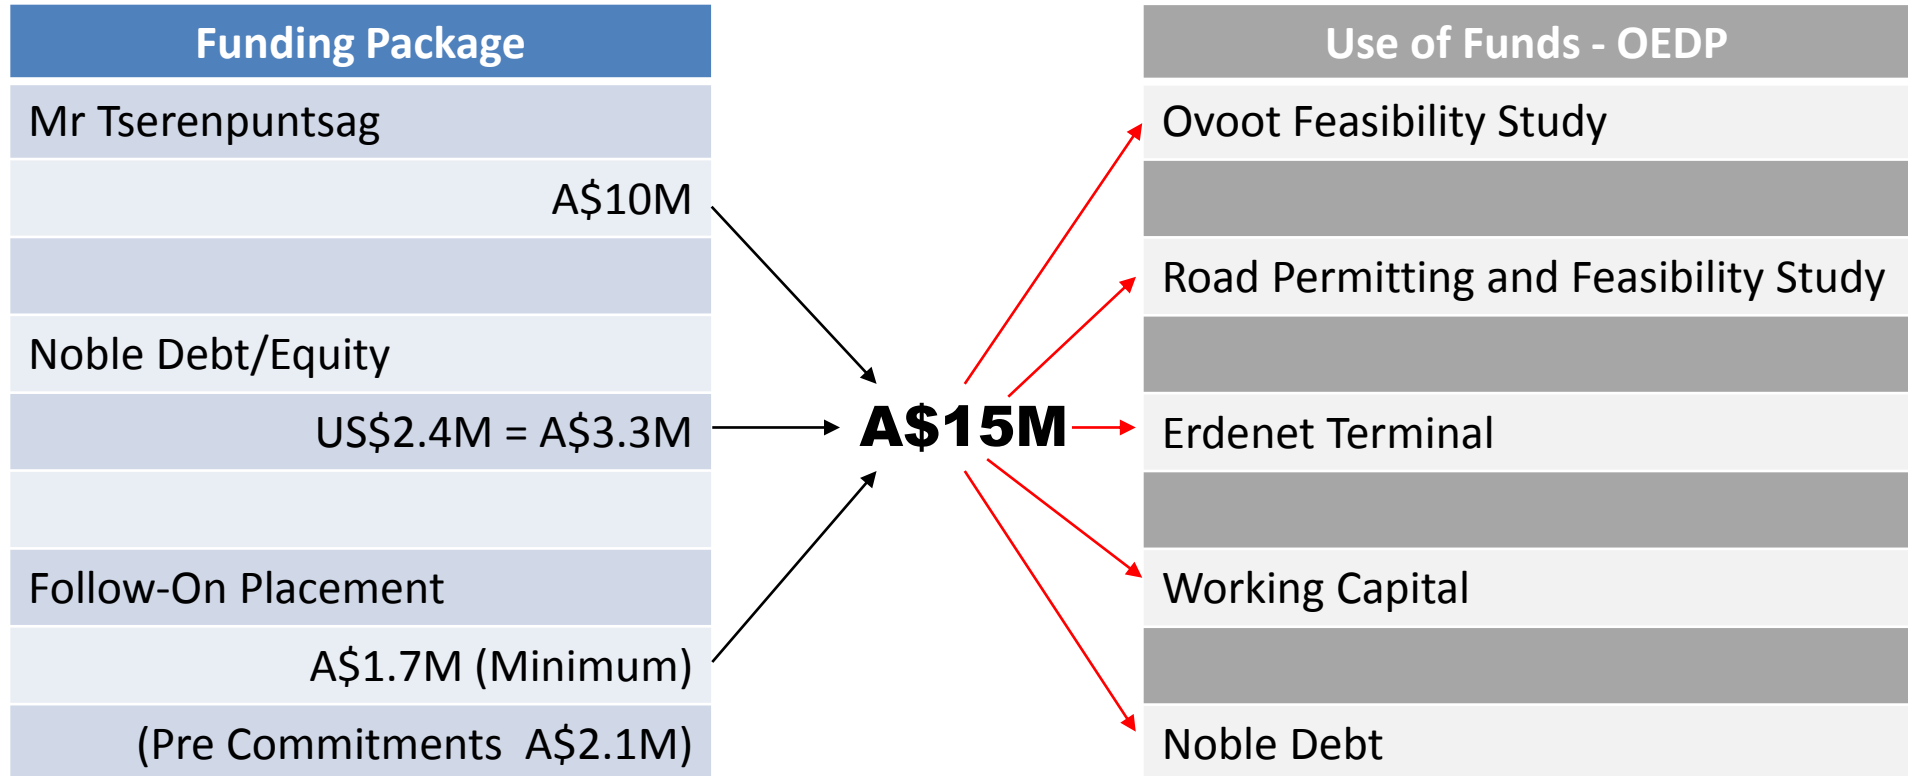 Funding Package
Mr Tserenpuntsag
A$10M
Noble Debt/Equity
US$2.4M = A$3.3M
Follow-On Placement
A$1.7M (Minimum)
(Pre Commitments A$2.1M)
A$15M
Use of Funds - OEDP
Ovoot Feasibility Study
Road Permitting and Feasibility Study
Erdenet Terminal
Working Capital
Noble Debt